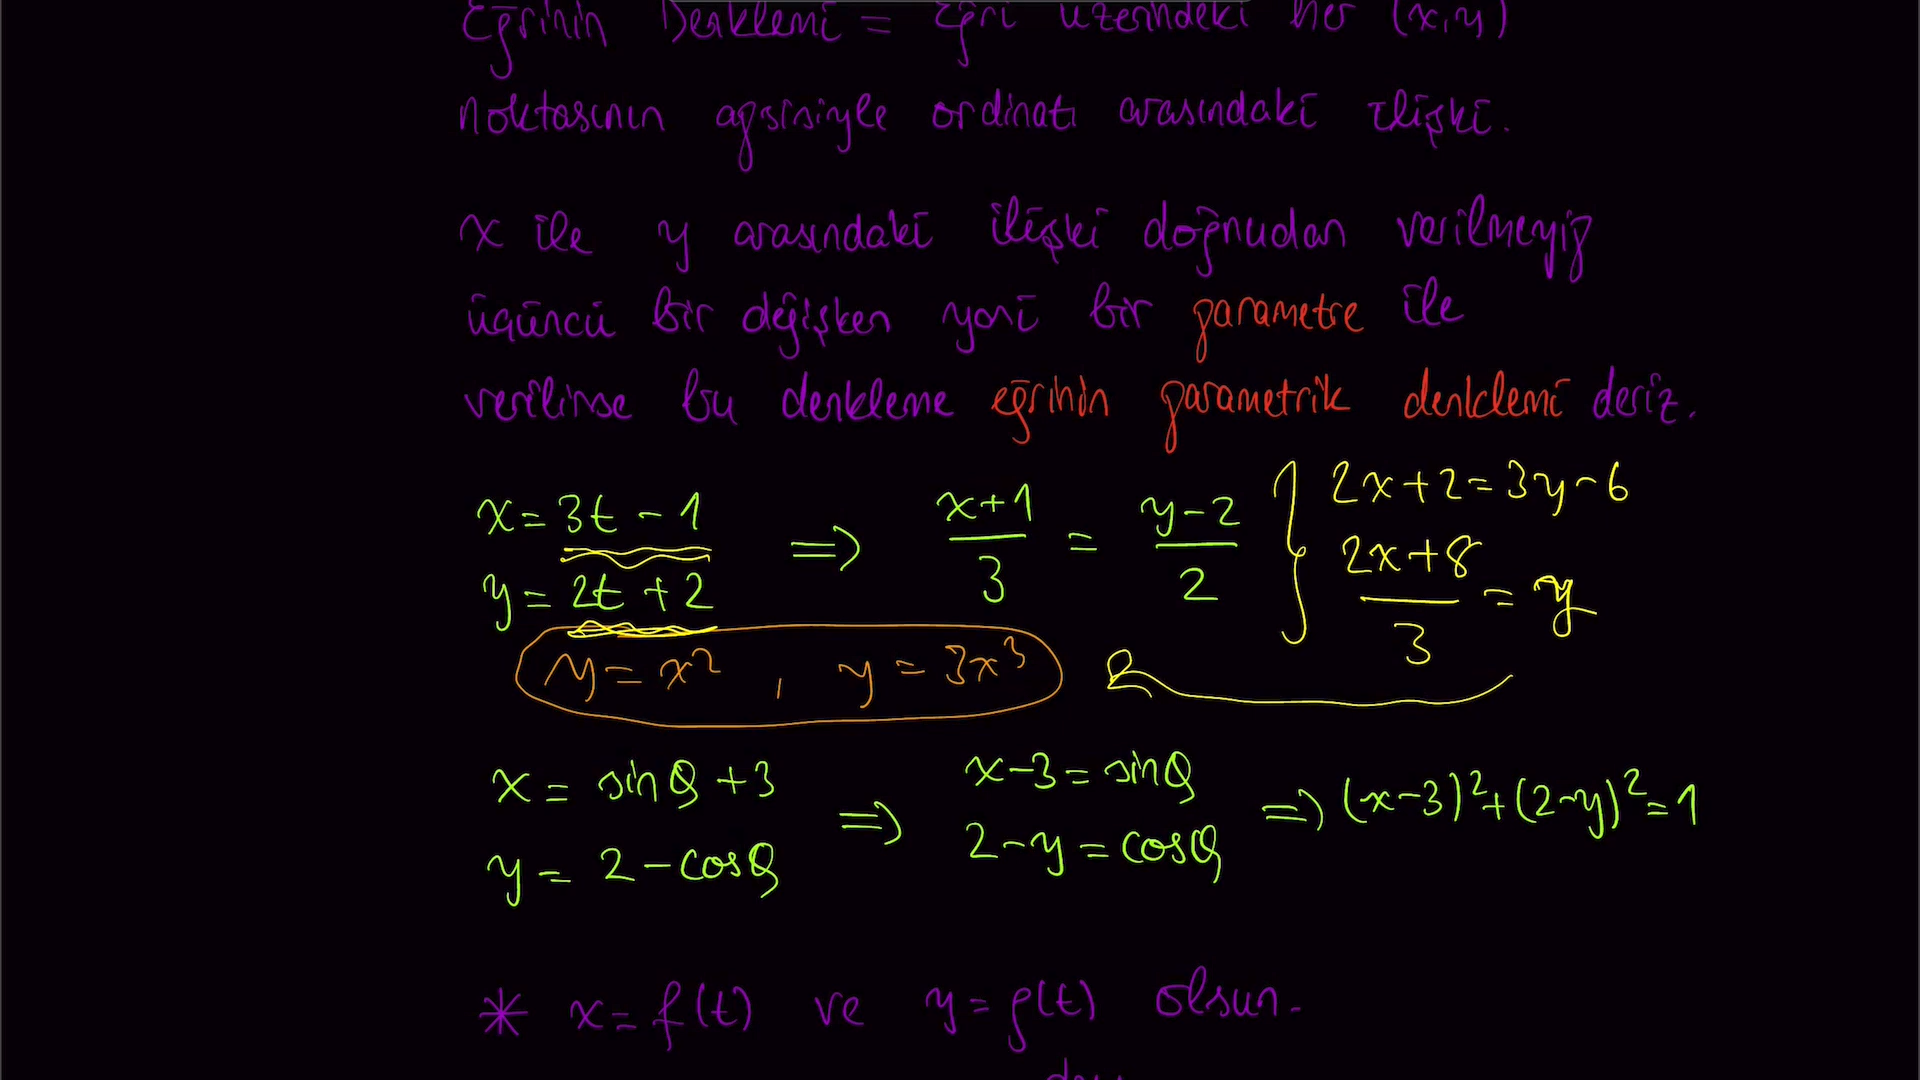 Eğrinin Denklemi = Eğri üzerindeki her (x,y)
noktasının apsisiyle ordinatı arasındaki ilişki.
x ile y arasındaki ilişki doğrudan verilmeyip
üçüncü bir değişken yani bir parametre ile
verilirse bu denkleme eğrinin parametrik denklemi deriz.
x = 3t - 1 ⇒ (x+1)/3 = (y-2)/2 } 2x+2 = 3y-6
y = 2t + 2 (2x+8)/3 = y
y = x² , y = 3x³
x = sinθ + 3 ⇒ x-3 = sinθ ⇒ (x-3)²+(2-y)²=1
y = 2 - cosθ 2-y = cosθ
* x = f(t) ve y = g(t) olsun.